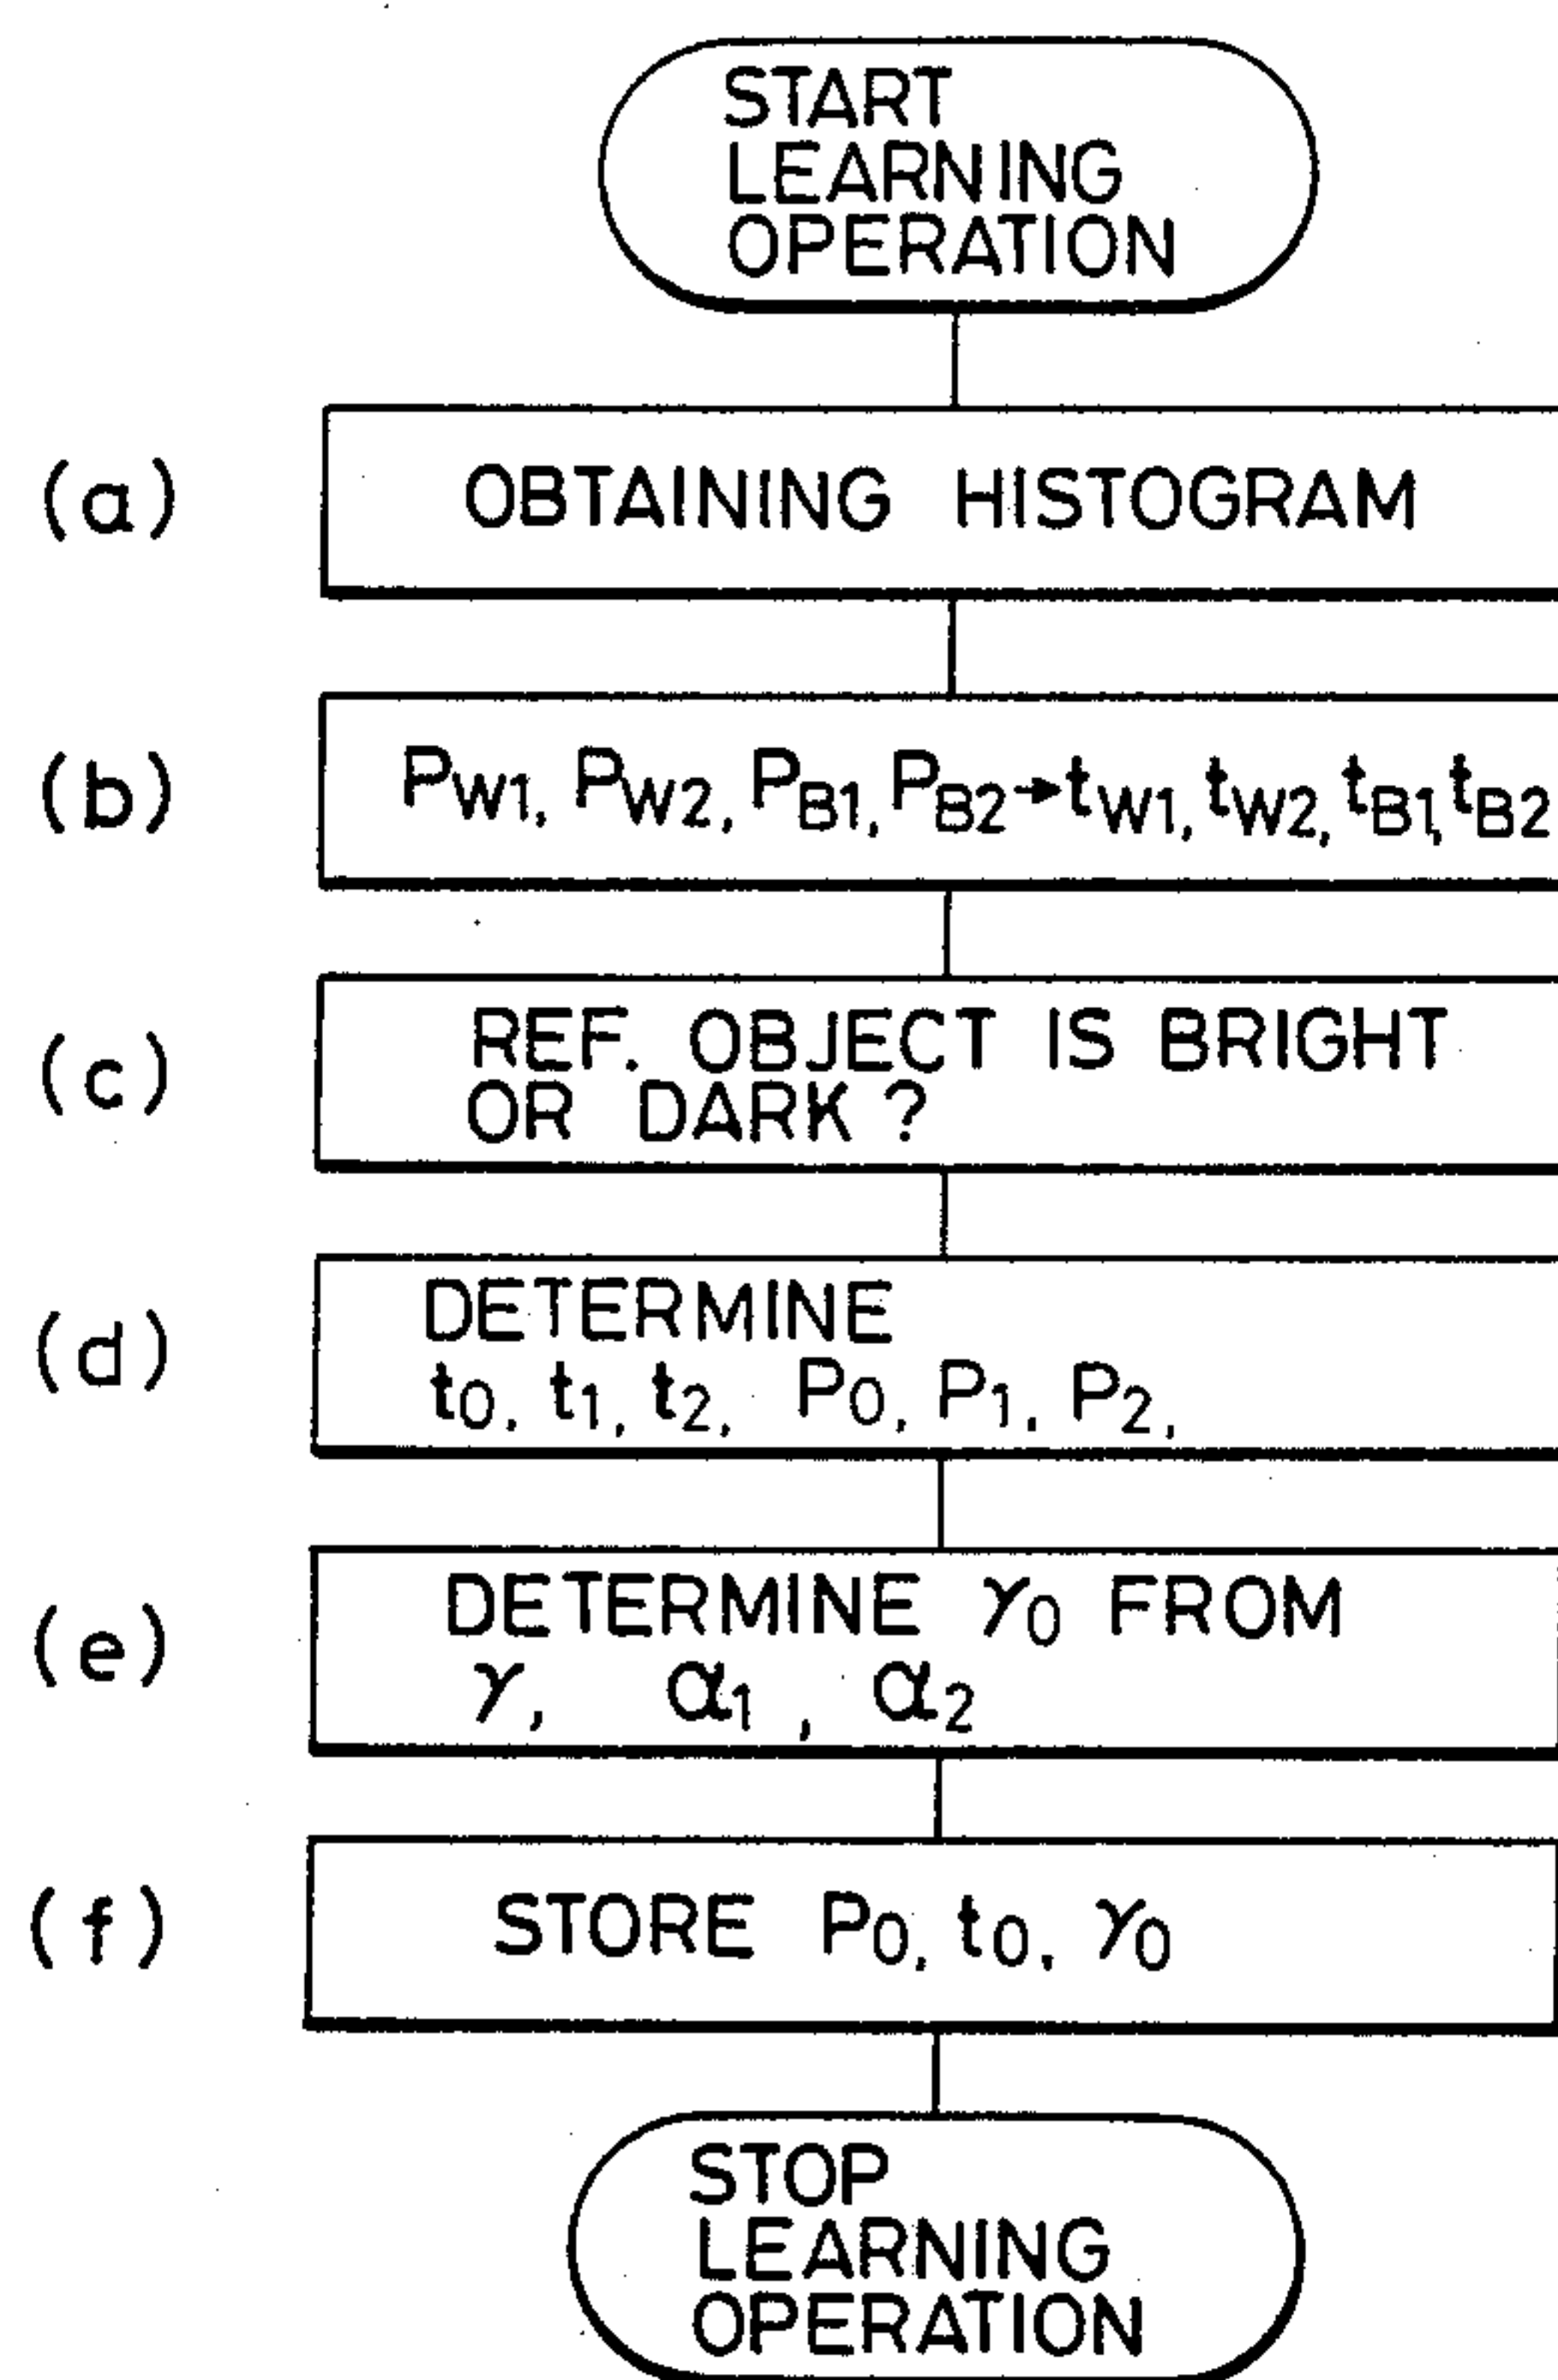 START
LEARNING
OPERATION
(a) OBTAINING HISTOGRAM
(b) PW1, PW2, PB1, PB2→tW1, tW2, tB1, tB2
(c) REF. OBJECT IS BRIGHT
OR DARK?
(d) DETERMINE
t0, t1, t2, P0, P1, P2,
(e) DETERMINE γ0 FROM
γ, α1, α2
(f) STORE P0, t0, γ0
STOP
LEARNING
OPERATION